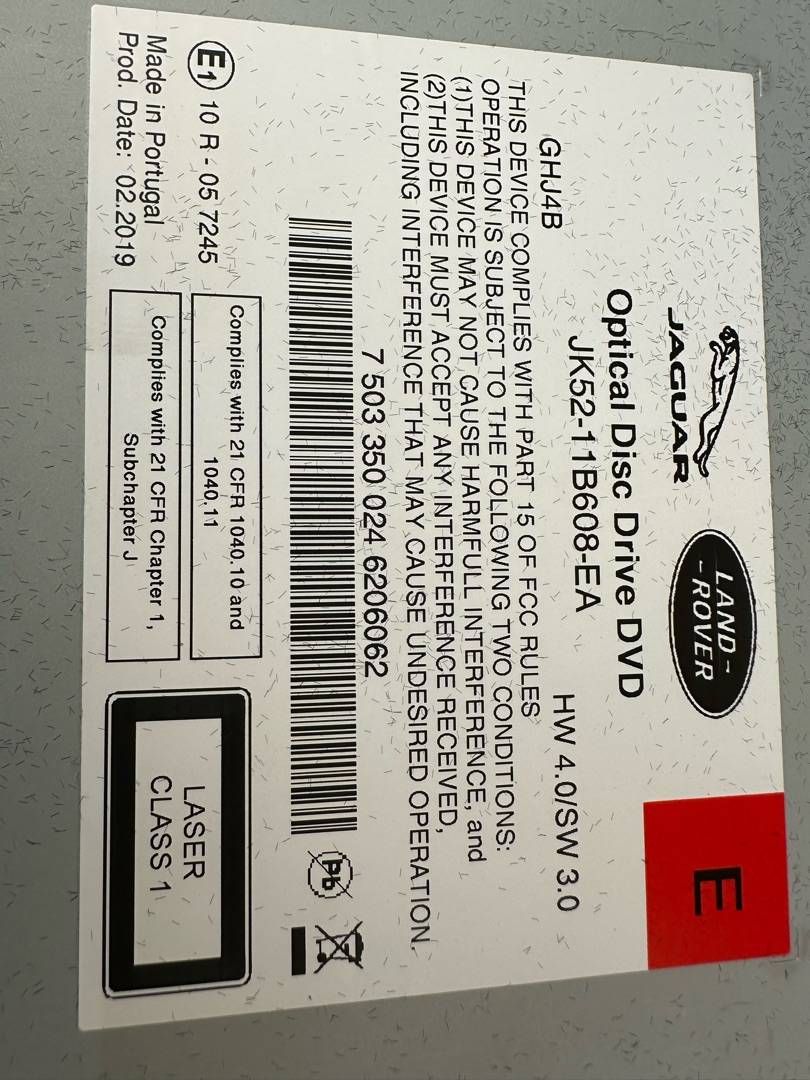 JAGUAR
LAND-
-ROVER
E
Optical Disc Drive DVD
JK52-11B608-EA
GHJ4B
HW 4.0/SW 3.0
THIS DEVICE COMPLIES WITH PART 15 OF FCC RULES
OPERATION IS SUBJECT TO THE FOLLOWING TWO CONDITIONS:
(1)THIS DEVICE MAY NOT CAUSE HARMFULL INTERFERENCE, and
(2)THIS DEVICE MUST ACCEPT ANY INTERFERENCE RECEIVED,
INCLUDING INTERFERENCE THAT MAY CAUSE UNDESIRED OPERATION.
7 503 350 024 6206062
Pb
E1 10 R - 05 7245
Made in Portugal
Prod. Date: 02.2019
Complies with 21 CFR 1040.10 and
1040.11
Complies with 21 CFR Chapter 1,
Subchapter J
LASER
CLASS 1